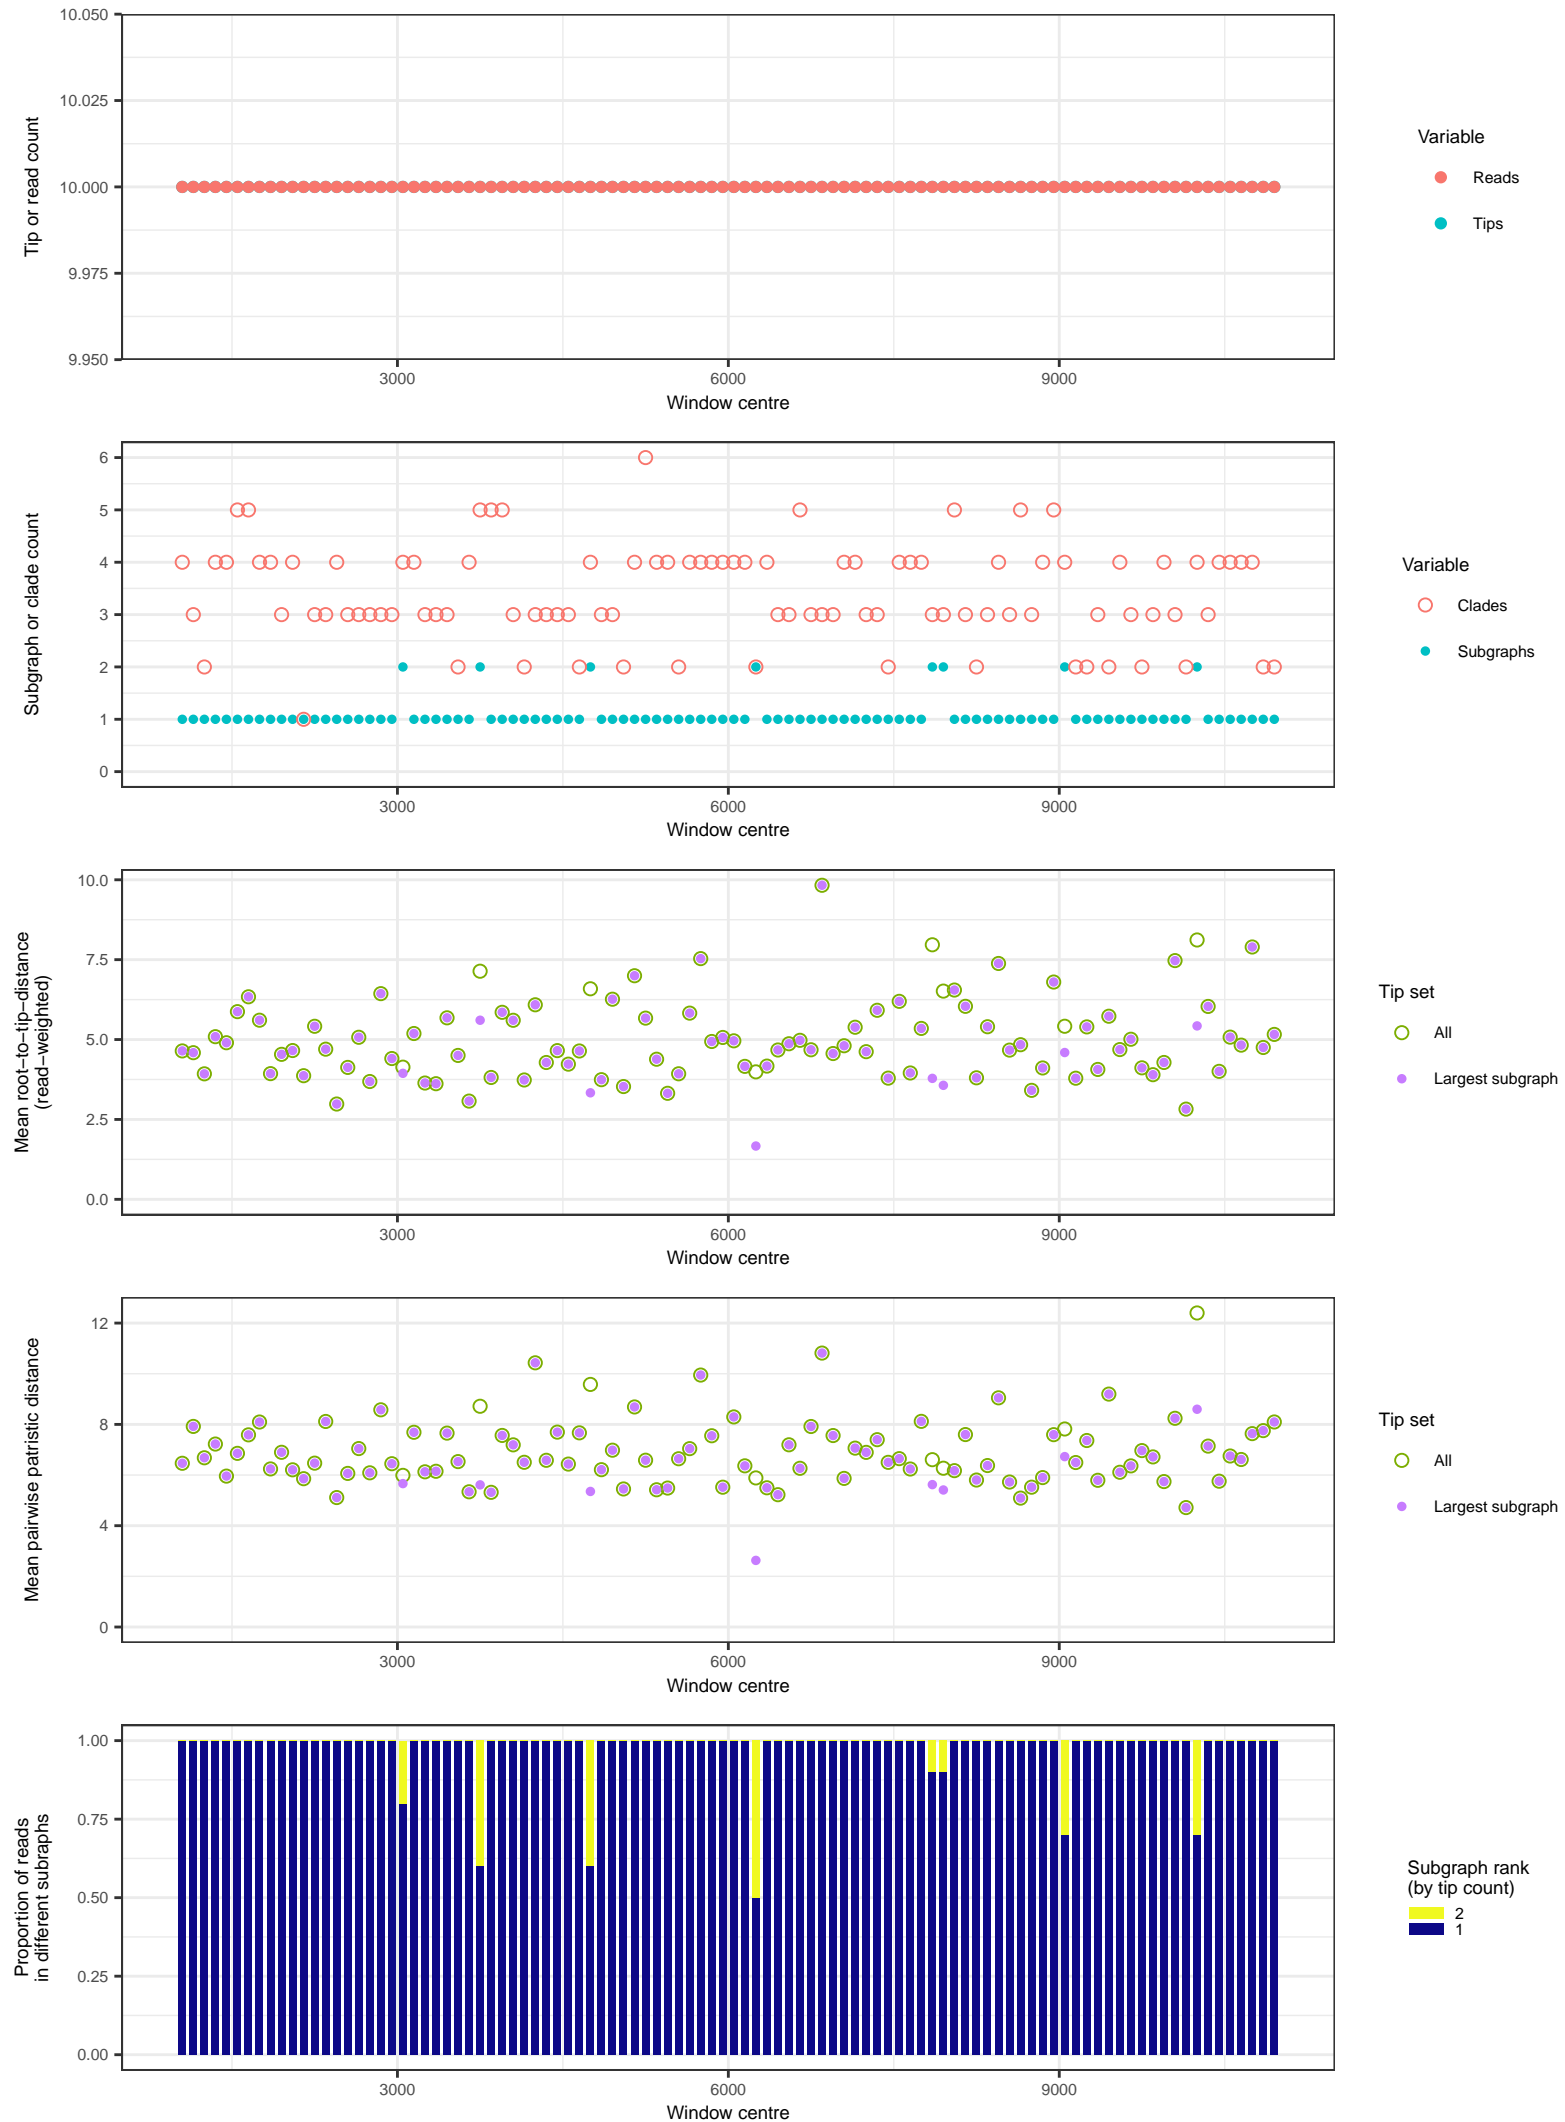 10.050
10.025
10.000
9.975
9.950
Tip or read count
3000 6000 9000
Window centre
Variable
Reads
Tips
6
5
4
3
2
1
0
Subgraph or clade count
3000 6000 9000
Window centre
Variable
Clades
Subgraphs
10.0
7.5
5.0
2.5
0.0
Mean root−to−tip−distance
(read−weighted)
3000 6000 9000
Window centre
Tip set
All
Largest subgraph
12
8
4
0
Mean pairwise patristic distance
3000 6000 9000
Window centre
Tip set
All
Largest subgraph
1.00
0.75
0.50
0.25
0.00
Proportion of reads
in different subraphs
3000 6000 9000
Window centre
Subgraph rank
(by tip count)
2
1